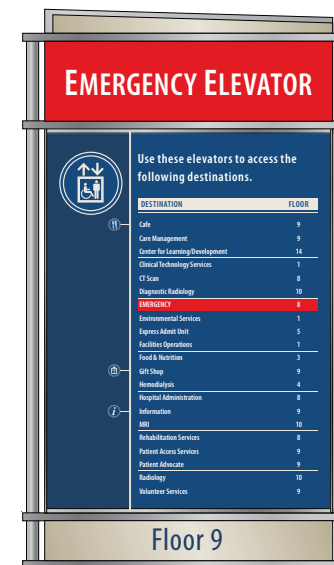 EMERGENCY ELEVATOR
Use these elevators to access the
following destinations.
DESTINATION FLOOR
Cafe 9
Care Management 9
Center for Learning/Development 14
Clinical Technology Services 1
CT Scan 8
Diagnostic Radiology 10
EMERGENCY 8
Environmental Services 1
Express Admit Unit 5
Facilities Operations 1
Food & Nutrition 3
Gift Shop 9
Hemodialysis 4
Hospital Administration 8
i Information 9
MRI 10
Rehabilitation Services 8
Patient Access Services 9
Patient Advocate 9
Radiology 10
Volunteer Services 9
Floor 9